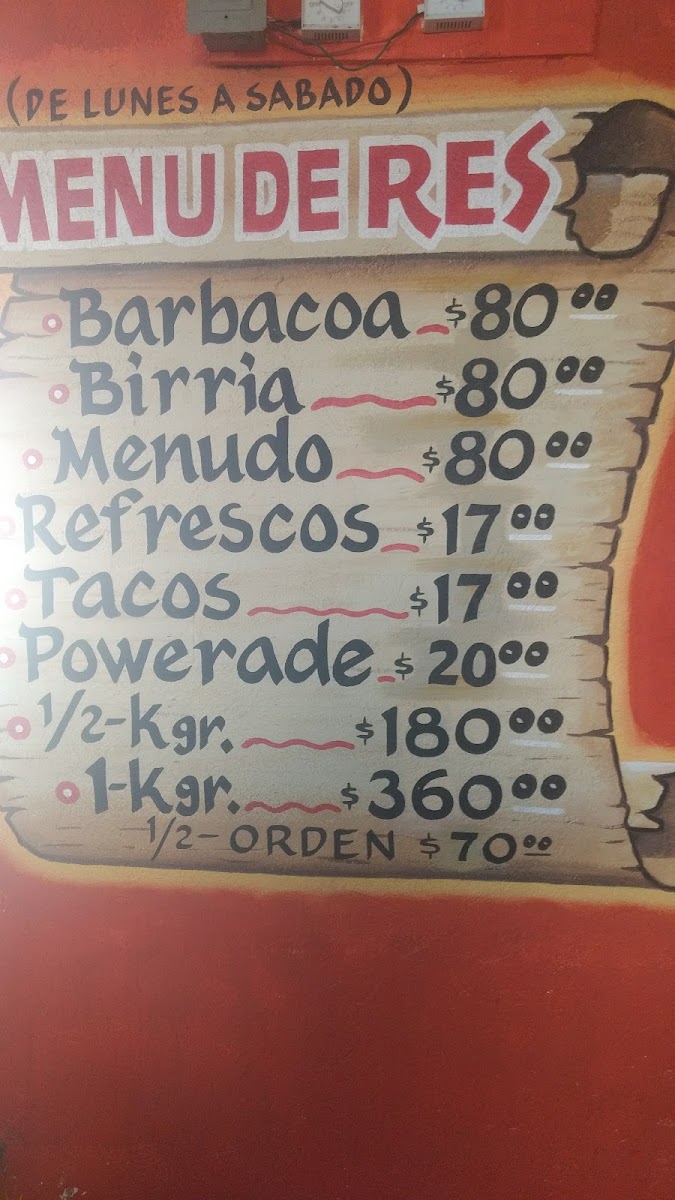 (DE LUNES A SABADO)
MENU DE RES
Barbacoa $80.00
Birria $80.00
Menudo $80.00
Refrescos $17.00
Tacos $17.00
Powerade $20.00
1/2-Kgr. $180.00
1-Kgr. $360.00
1/2-ORDEN $70.00